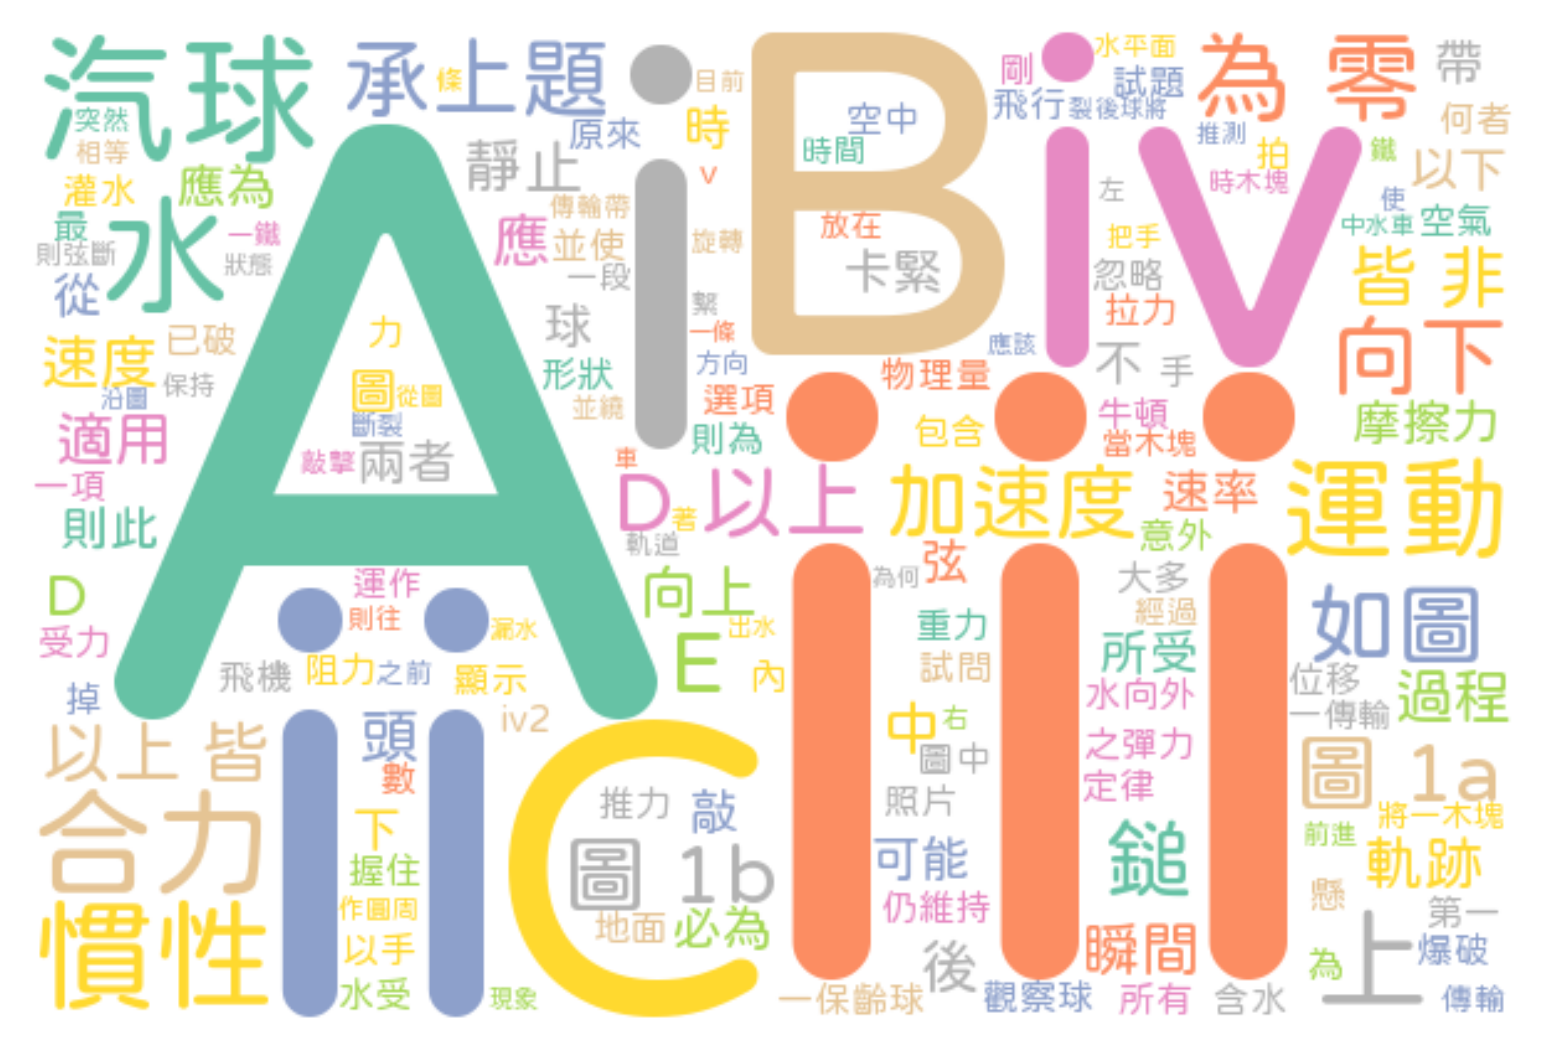 汽球
承上題
條
i
目前
B
iv
剛
水平面
試題
為 零
帶
突然
相等
原來
時
空中
飛行
裂後球將
推測
何者
灌水
應為
靜止
v
時間
拍
鐵
以下
左
時木塊
使
最
水
一鐵
A
應
傳輸帶
並使
旋轉
放在
把手
中水車
空氣
則弦斷
狀態
一段
卡緊
忽略
皆 非
從
球
繫
一條
拉力
速度
已破
力
形狀
方向
應該
不
手
向下
沿圖
保持
圖
從圖
並繞
選項
物理量
適用
斷裂
則為
包含
牛頓
摩擦力
敲擊
兩者
車
當木塊
一項
D
著
以上
加速度
速率
運動
則此
軌道
意外
D
運作
向上
為何
弦
大多
如圖
受力
ii
則往
漏水
E
出水
iii
重力
經過
飛機
阻力
之前
顯示
內
試問
所受
位移
過程
掉
水向外
一傳輸
以上 皆
頭
iv2
C
中
右
圖中
之彈力
圖 1a
數
推力
敲
照片
定律
將一木塊
合力
下
圖 1b
可能
鎚
前進
軌跡
握住
仍維持
懸
第一
慣性
作圓周
地面
必為
以手
後
瞬間
為
上
爆破
水受
現象
一保齡球
觀察球
所有
含水
傳輸